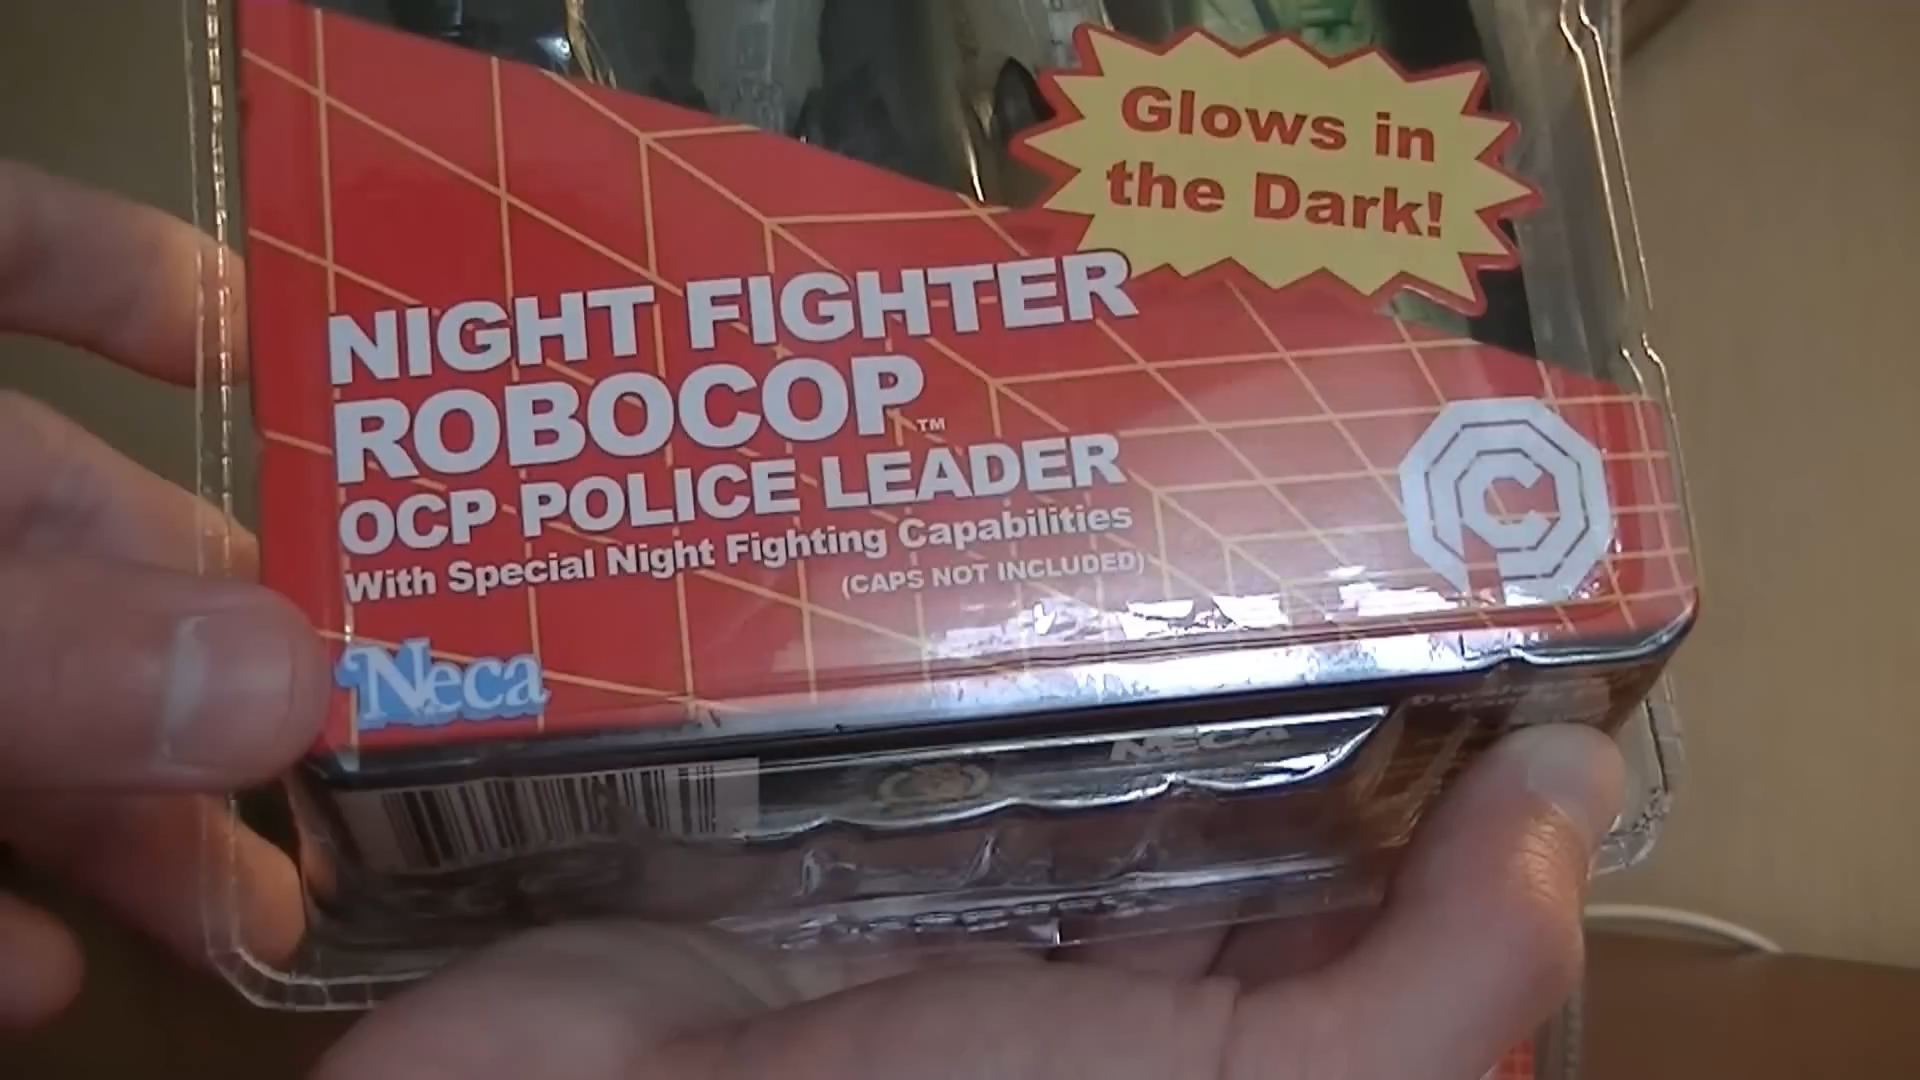 Glows in
the Dark!
NIGHT FIGHTER
ROBOCOP™
OCP POLICE LEADER
With Special Night Fighting Capabilities
(CAPS NOT INCLUDED)
Neca
NECA